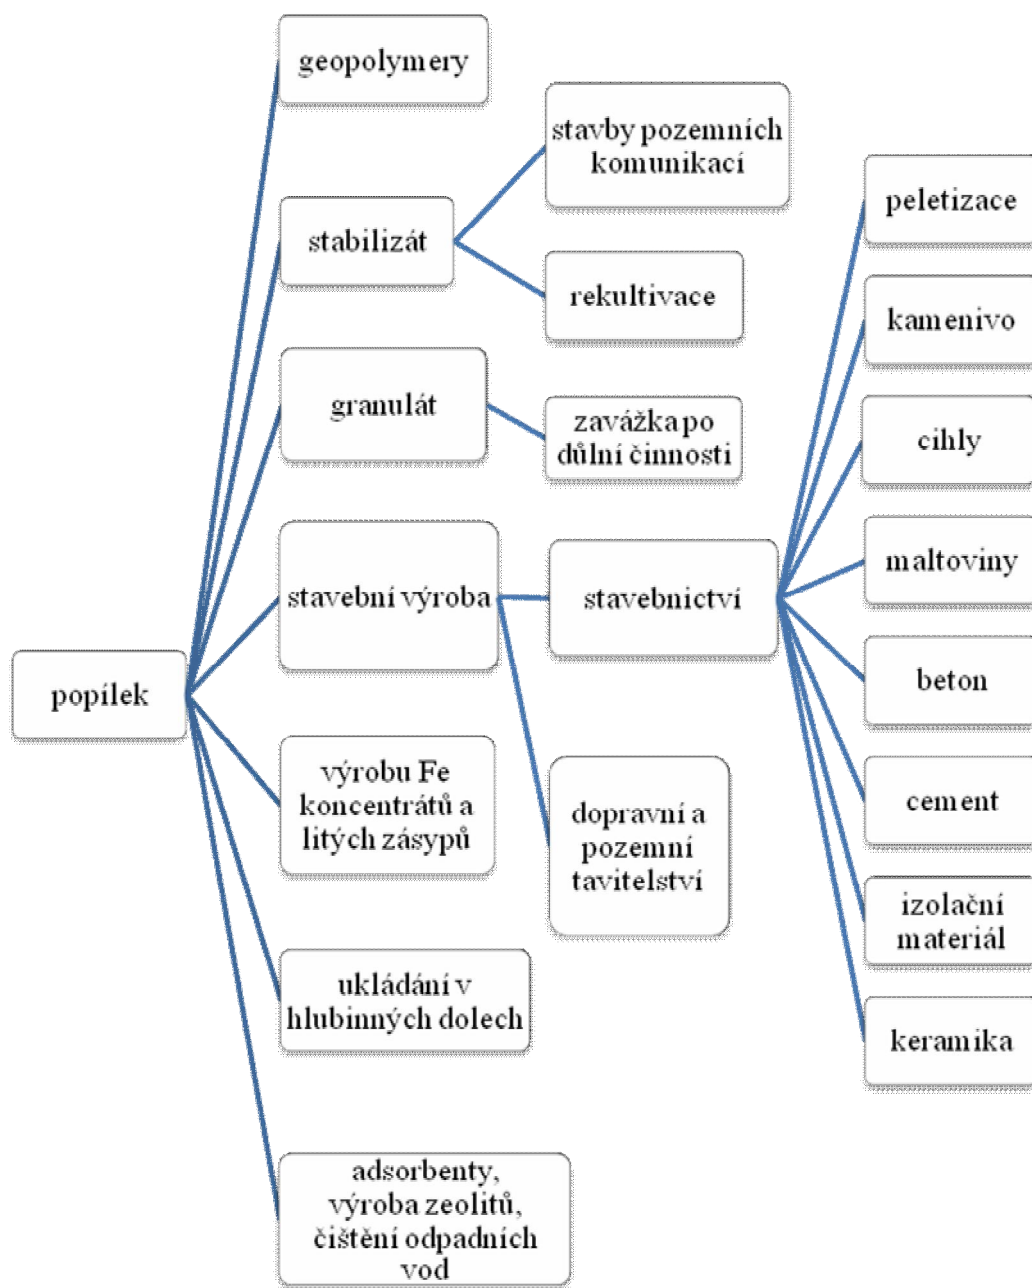 popílek
geopolymery
stabilizát
stavby pozemních
komunikací
rekultivace
granulát
zavážka po
důlní činnosti
stavební výroba
stavebnictví
peletizace
kamenivo
cihly
maltoviny
beton
cement
izolační
materiál
keramika
dopravní a
pozemní
tavitelství
výrobu Fe
koncentrátů a
litých zásypů
ukládání v
hlubinných dolech
adsorbenty,
výroba zeolitů,
čištění odpadních
vod